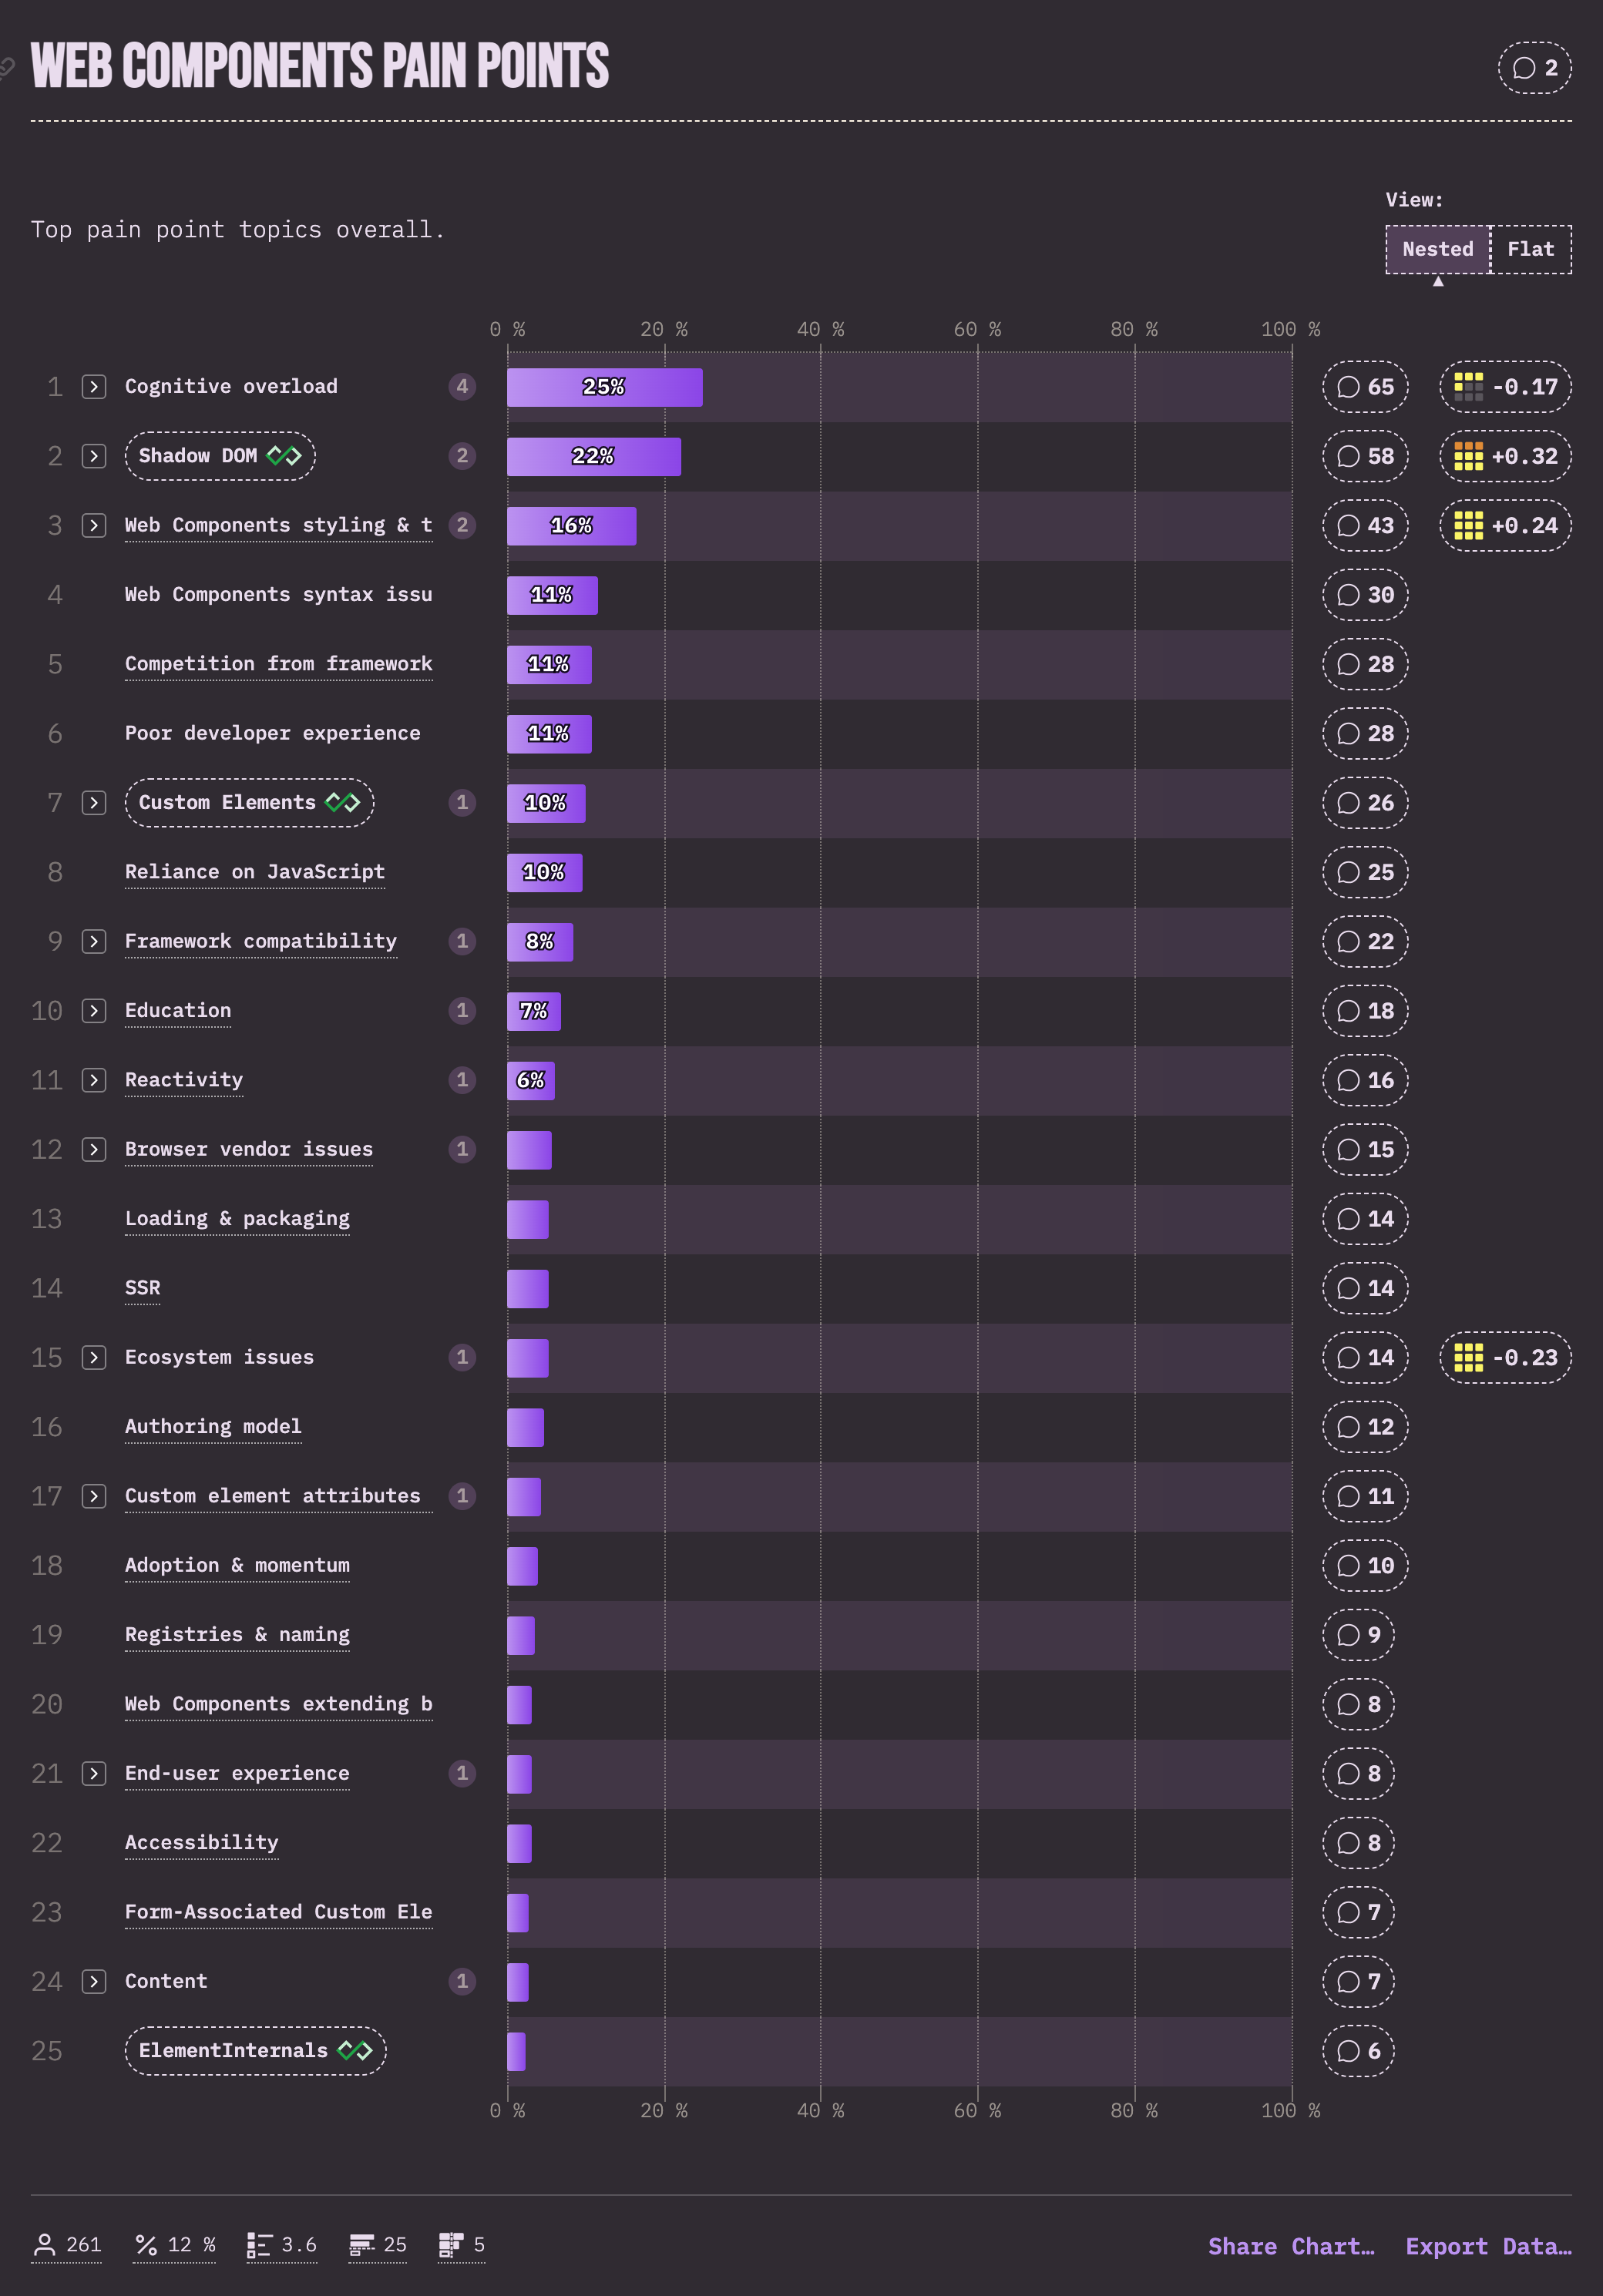 WEB COMPONENTS PAIN POINTS
2
Top pain point topics overall.
View:
Nested Flat
0 % 20 % 40 % 60 % 80 % 100 %
1 Cognitive overload 4 25% 65 -0.17
2 Shadow DOM 2 22% 58 +0.32
3 Web Components styling & t 2 16% 43 +0.24
4 Web Components syntax issu 11% 30
5 Competition from framework 11% 28
6 Poor developer experience 11% 28
7 Custom Elements 1 10% 26
8 Reliance on JavaScript 10% 25
9 Framework compatibility 1 8% 22
10 Education 1 7% 18
11 Reactivity 1 6% 16
12 Browser vendor issues 1 15
13 Loading & packaging 14
14 SSR 14
15 Ecosystem issues 1 14 -0.23
16 Authoring model 12
17 Custom element attributes 1 11
18 Adoption & momentum 10
19 Registries & naming 9
20 Web Components extending b 8
21 End-user experience 1 8
22 Accessibility 8
23 Form-Associated Custom Ele 7
24 Content 1 7
25 ElementInternals 6
0 % 20 % 40 % 60 % 80 % 100 %
261 12 % 3.6 25 5 Share Chart… Export Data…